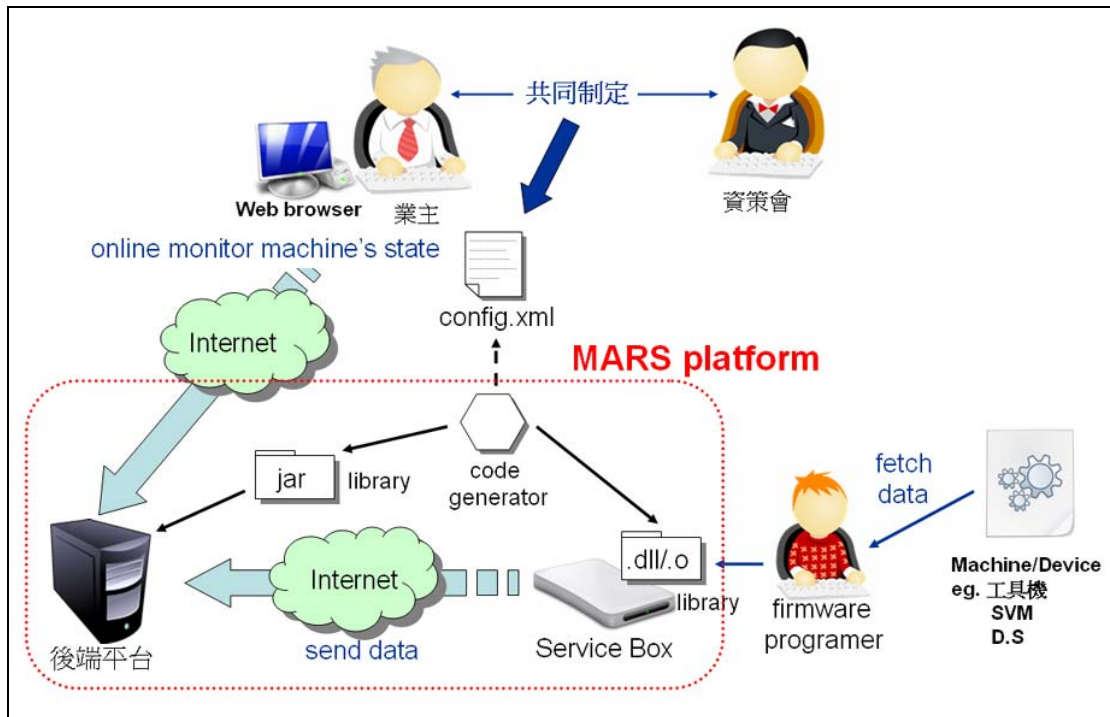 共同制定
Web browser
業主
資策會
online monitor machine's state
config.xml
Internet
MARS platform
jar
library
code
generator
fetch
data
.dll/.o
library
Machine/Device
eg. 工具機
SVM
D.S
Internet
send data
Service Box
firmware
programer
後端平台